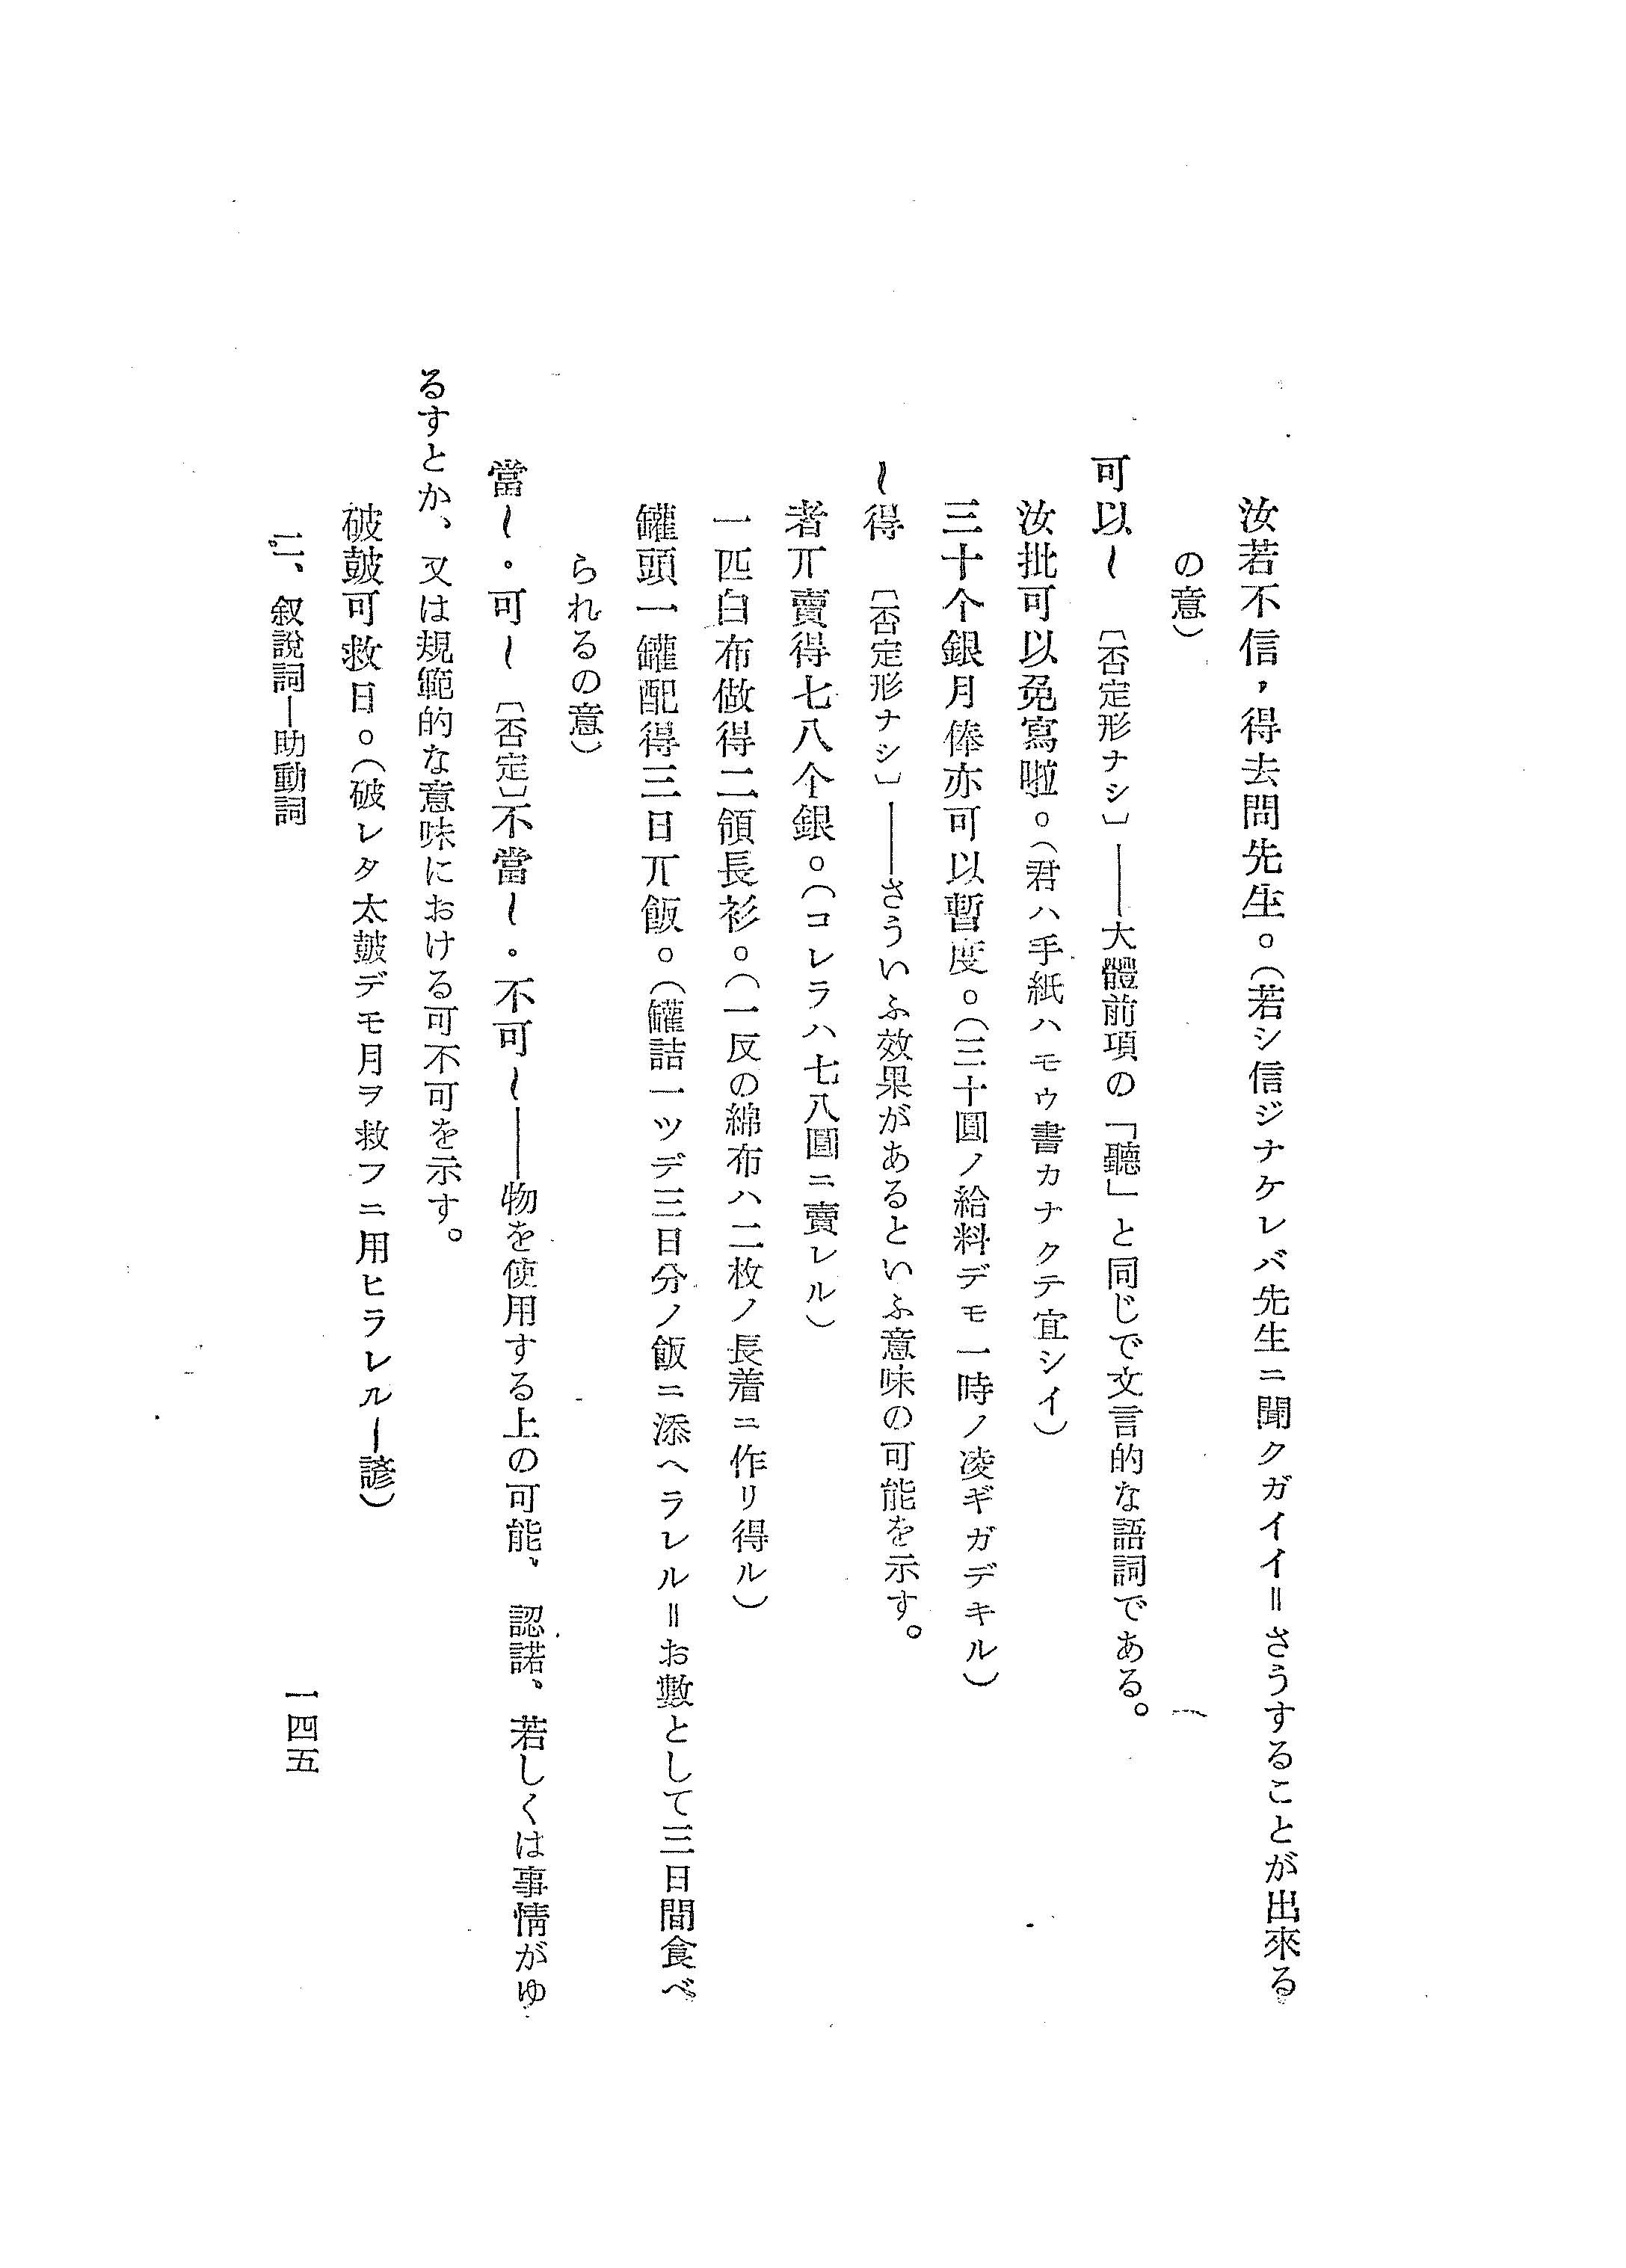 汝若不信，得去問先生。（若シ信ジナケレバ先生ニ聞クガイイ＝さうすることが出來る
の意）
可以～　〔否定形ナシ〕――大體前項の「聽」と同じで文言的な語詞である。
汝批可以免寫啦。（君ハ手紙ハモウ書カナクテ宜シイ）
三十个銀月俸亦可以暫度。（三十圓ノ給料デモ一時ノ凌ギガデキル）
～得　〔否定形ナシ〕――さういふ效果があるといふ意味の可能を示す。
者丌賣得七八个銀。（コレラハ七八圓ニ賣レル）
一匹白布做得二領長衫。（一反の綿布ハ二枚ノ長着ニ作リ得ル）
罐頭一罐配得三日丌飯。（罐詰一ツデ三日分ノ飯ニ添ヘラレル＝お數として三日間食べ
られるの意）
當～。可～〔否定〕不當～。不可～――物を使用する上の可能、認諾、若しくは事情がゆ
るすとか、又は規範的な意味における可不可を示す。
破皷可救日。（破レタ太皷デモ月ヲ救フニ用ヒラレル―諺）
二、叙說詞―助動詞
一四五